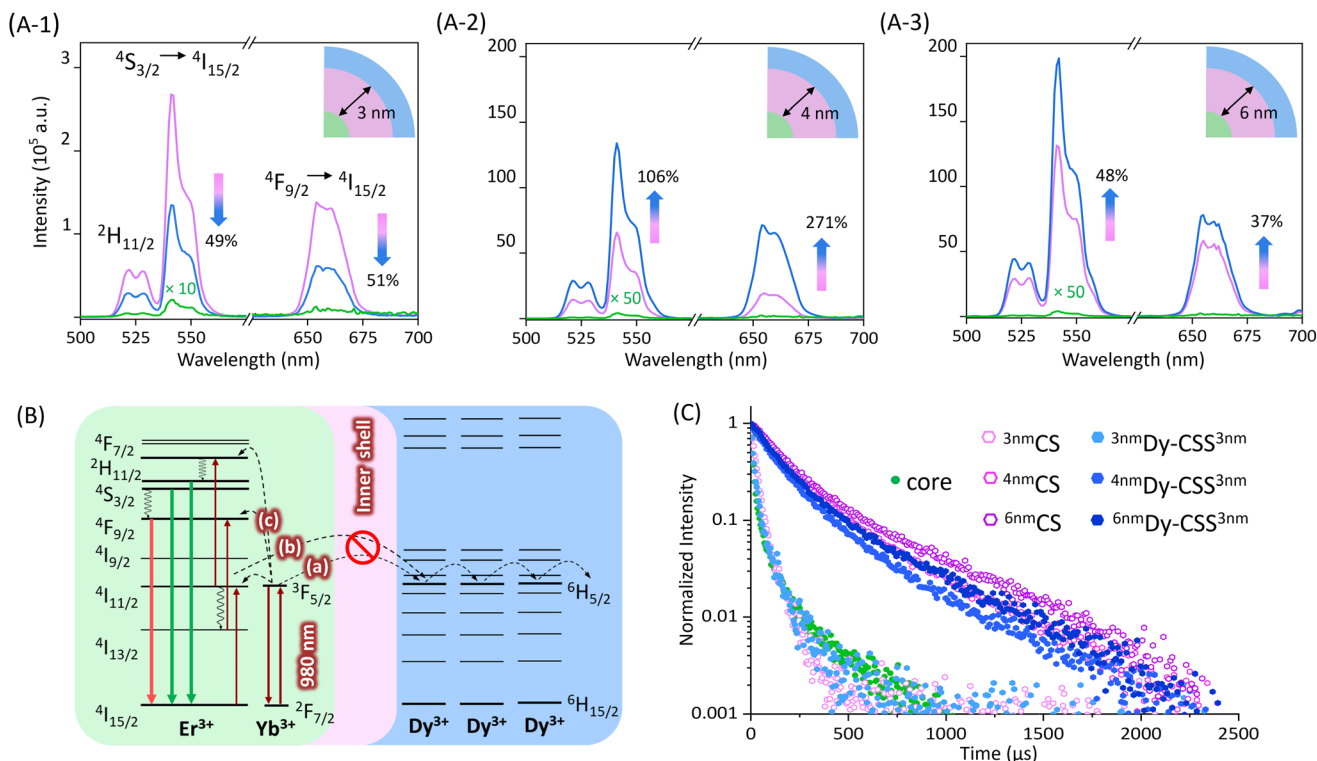 (A-1)
⁴S₃/₂ → ⁴I₁₅/₂
3 nm
⁴F₉/₂ → ⁴I₁₅/₂
²H₁₁/₂
49%
51%
× 10
3
2
1
Intensity (10⁵ a.u.)
500 525 550 650 675 700
Wavelength (nm)
(A-2)
4 nm
106%
271%
× 50
200
150
100
50
500 525 550 650 675 700
Wavelength (nm)
(A-3)
6 nm
48%
37%
× 50
200
150
100
50
0
500 525 550 650 675 700
Wavelength (nm)
(B)
Inner shell
⁴F₇/₂
²H₁₁/₂
⁴S₃/₂
⁴F₉/₂
⁴I₉/₂
⁴I₁₁/₂
⁴I₁₃/₂
⁴I₁₅/₂
(c)
(b)
(a)
³F₅/₂
980 nm
²F₇/₂
⁶H₅/₂
⁶H₁₅/₂
Er³⁺ Yb³⁺ Dy³⁺ Dy³⁺ Dy³⁺
(C)
core
³ⁿᵐCS ³ⁿᵐDy-CSS³ⁿᵐ
⁴ⁿᵐCS ⁴ⁿᵐDy-CSS³ⁿᵐ
⁶ⁿᵐCS ⁶ⁿᵐDy-CSS³ⁿᵐ
1
0.1
0.01
0.001
Normalized Intensity
0 500 1000 1500 2000 2500
Time (μs)